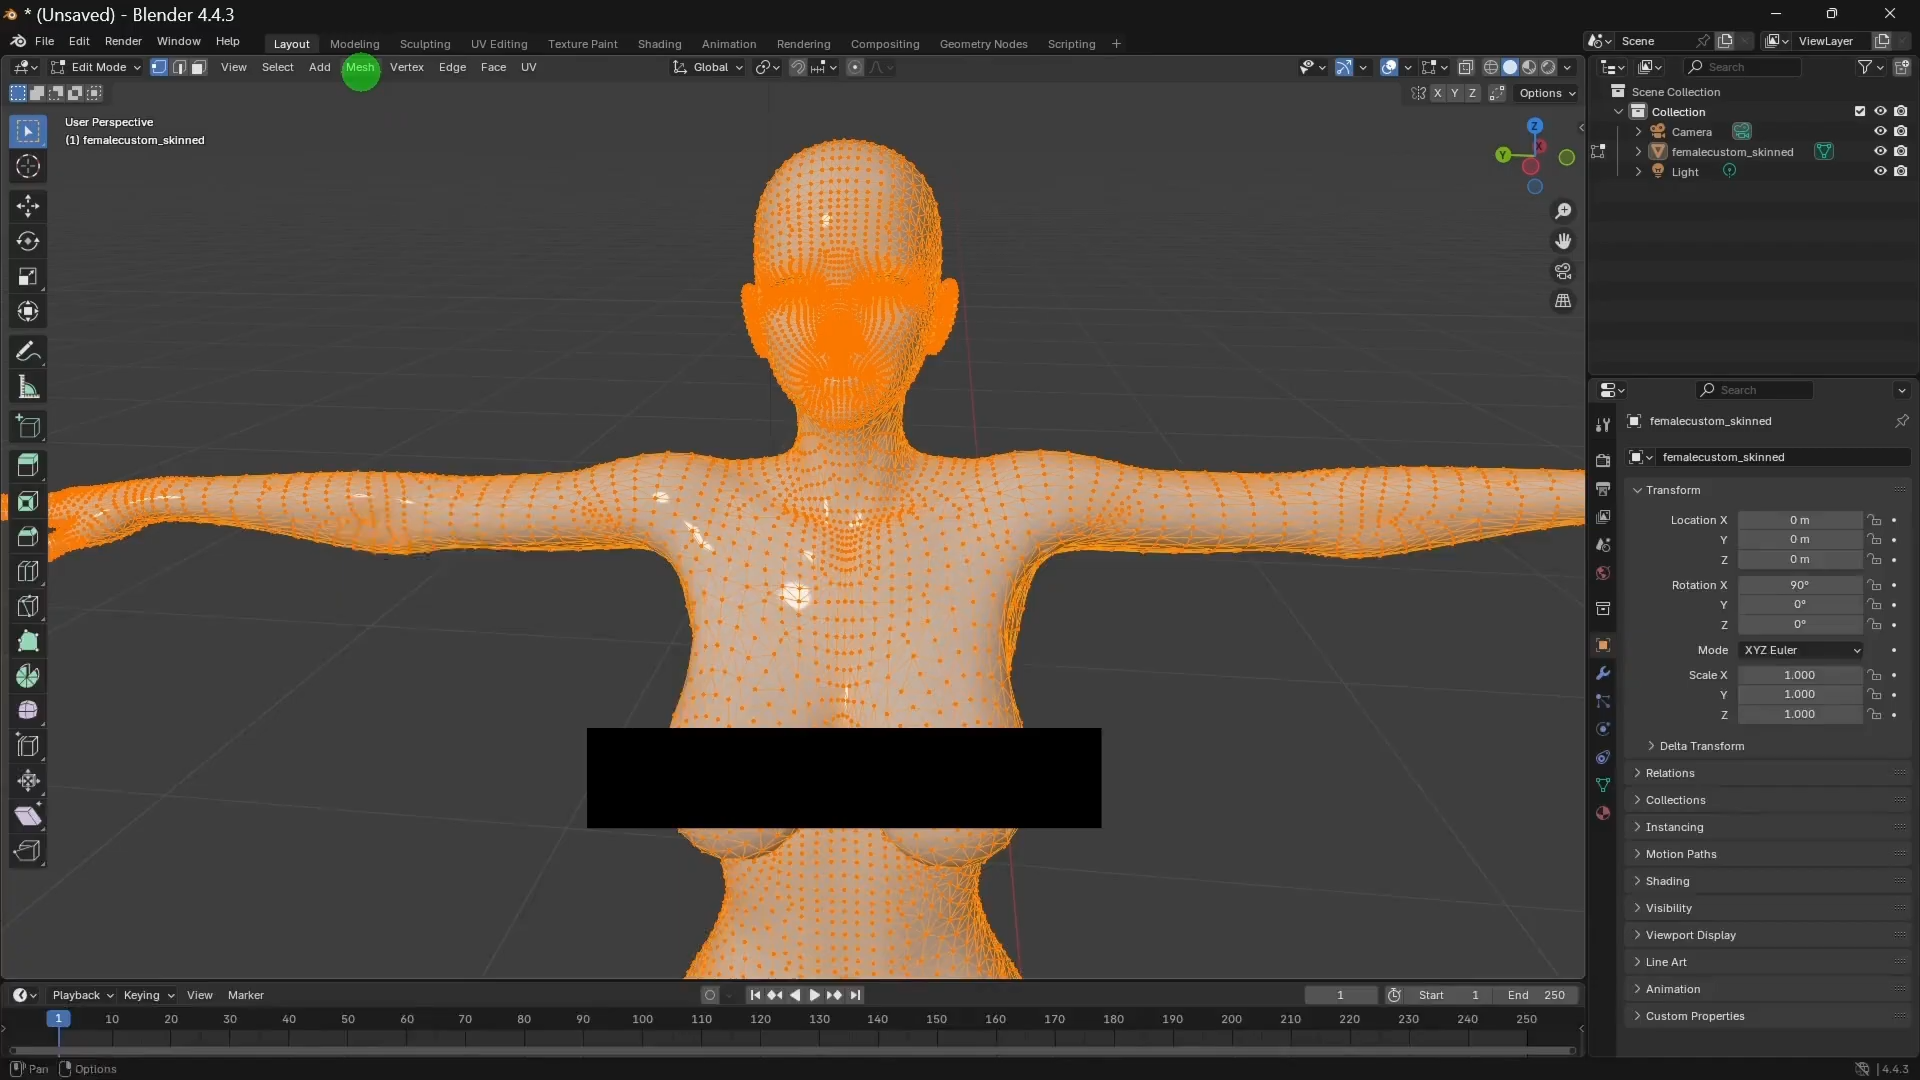 * (Unsaved) - Blender 4.4.3
File Edit Render Window Help Layout Modeling Sculpting UV Editing Texture Paint Shading Animation Rendering Compositing Geometry Nodes Scripting + Scene ViewLayer
Edit Mode View Select Add Mesh Vertex Edge Face UV Global Search
X Y Z Options
User Perspective
(1) femalecustom_skinned
Z
X
Y
Scene Collection
Collection
Camera
femalecustom_skinned
Light
Search
femalecustom_skinned
femalecustom_skinned
Transform
Location X 0 m
Y 0 m
Z 0 m
Rotation X 90°
Y 0°
Z 0°
Mode XYZ Euler
Scale X 1.000
Y 1.000
Z 1.000
Delta Transform
Relations
Collections
Instancing
Motion Paths
Shading
Visibility
Viewport Display
Line Art
Animation
Custom Properties
Playback Keying View Marker 1 Start 1 End 250
1 10 20 30 40 50 60 70 80 90 100 110 120 130 140 150 160 170 180 190 200 210 220 230 240 250
Pan Options 4.4.3